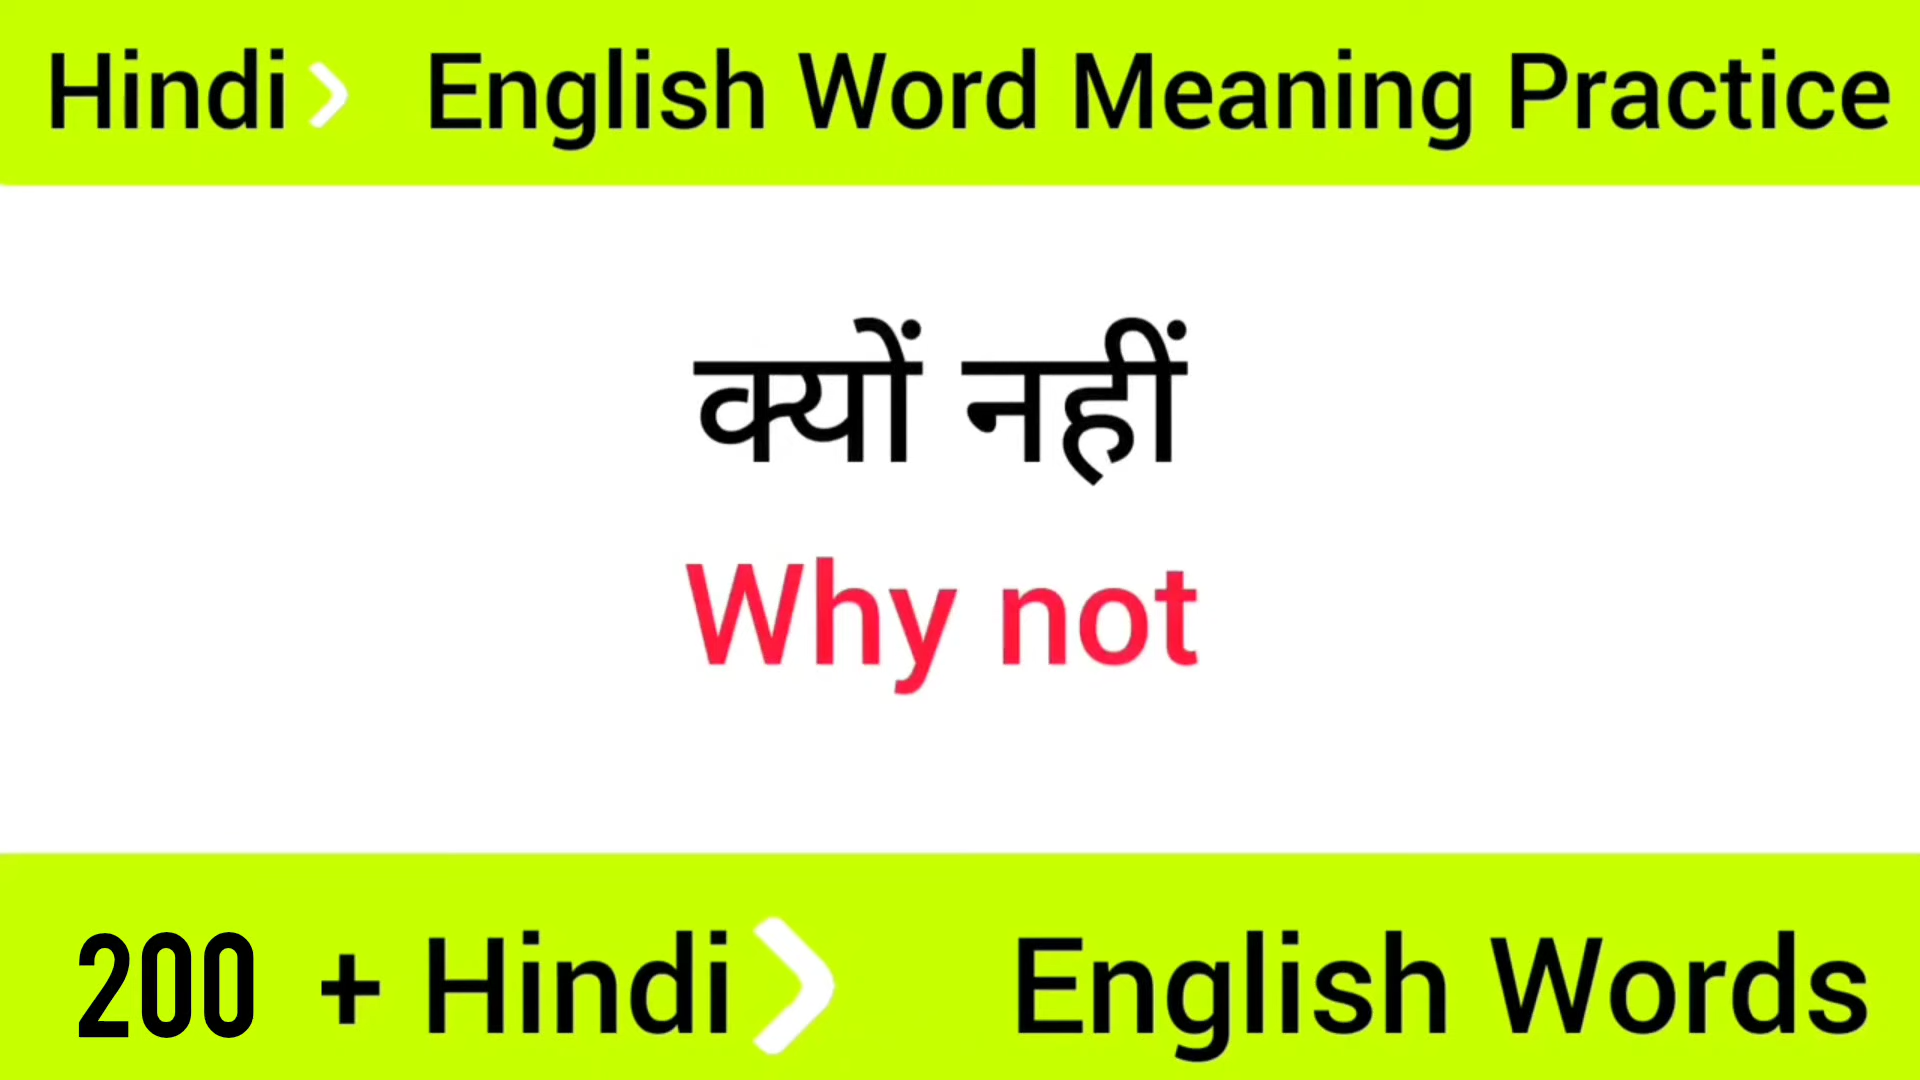 Hindi > English Word Meaning Practice
क्यों नहीं
Why not
200 + Hindi > English Words